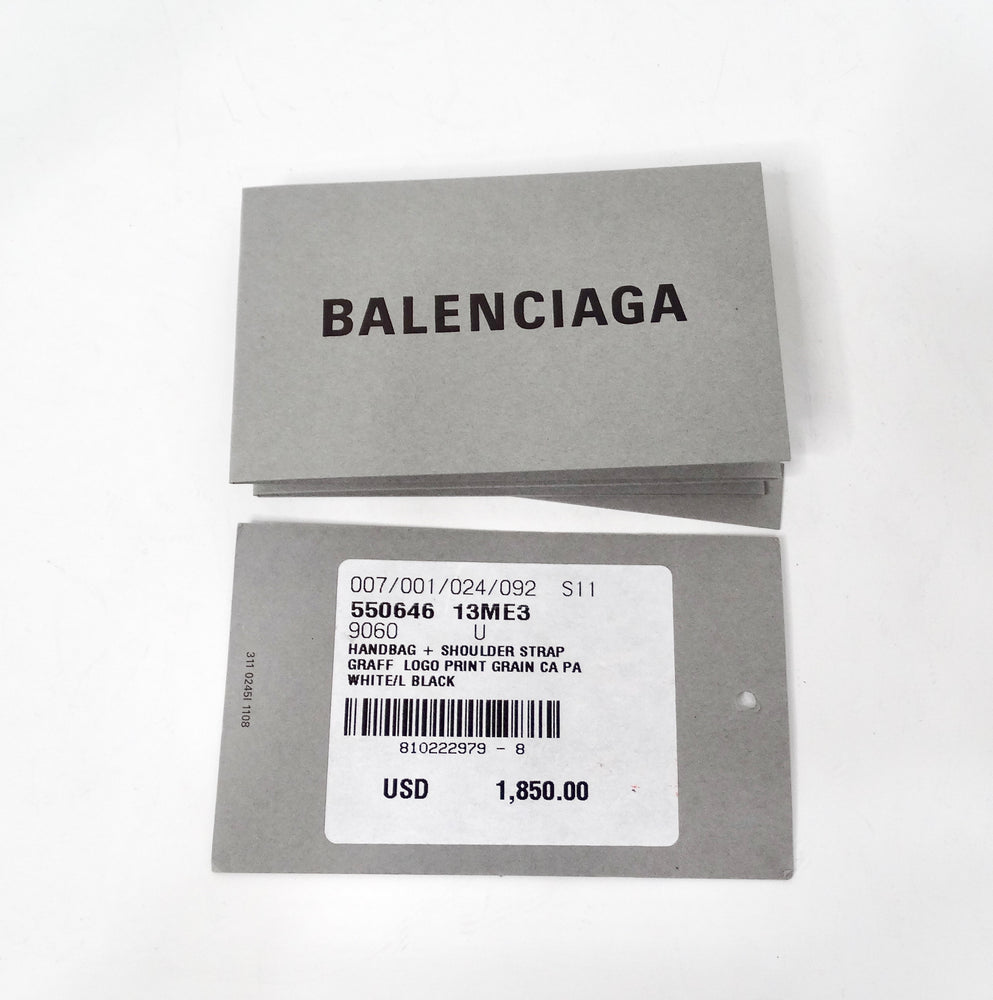 BALENCIAGA
007/001/024/092 S11
550646 13ME3
9060 U
HANDBAG + SHOULDER STRAP
GRAFF LOGO PRINT GRAIN CA PA
WHITE/L BLACK
810222979 - 8
USD 1,850.00
311 0245I 1108